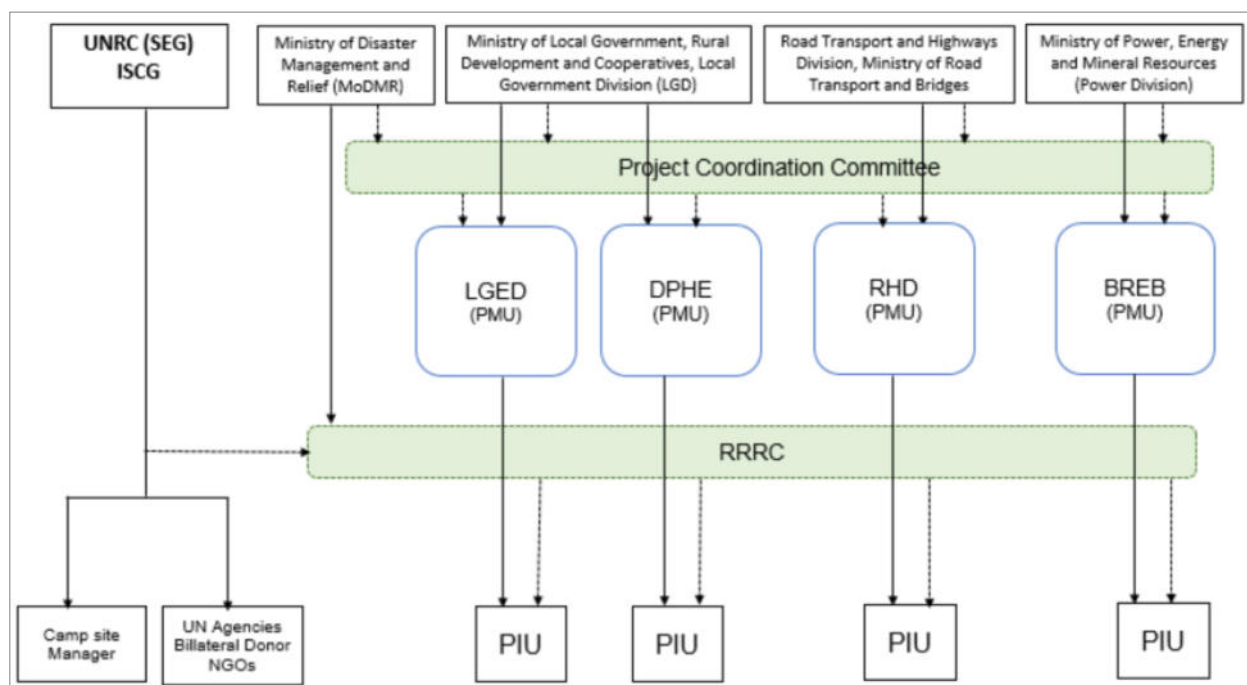 UNRC (SEG)
ISCG
Ministry of Disaster
Management and
Relief (MoDMR)
Ministry of Local Government, Rural
Development and Cooperatives, Local
Government Division (LGD)
Road Transport and Highways
Division, Ministry of Road
Transport and Bridges
Ministry of Power, Energy
and Mineral Resources
(Power Division)
Project Coordination Committee
LGED
(PMU)
DPHE
(PMU)
RHD
(PMU)
BREB
(PMU)
RRRC
Camp site
Manager
UN Agencies
Billateral Donor
NGOs
PIU
PIU
PIU
PIU